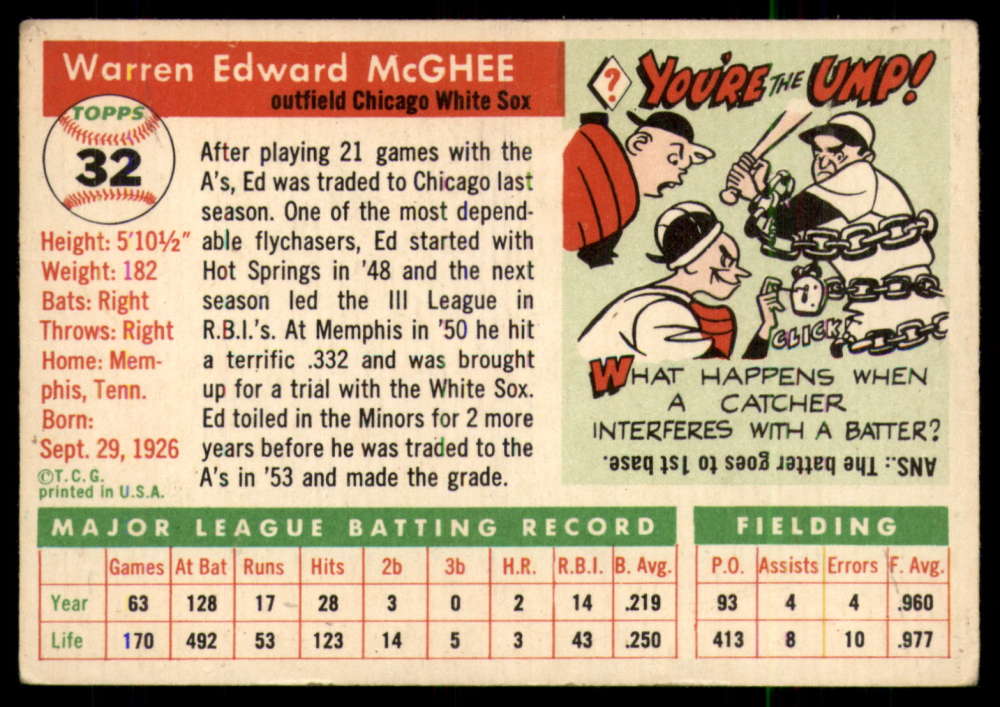 Warren Edward McGHEE
outfield Chicago White Sox
TOPPS
32
Height: 5'10½"
Weight: 182
Bats: Right
Throws: Right
Home: Mem-
phis, Tenn.
Born:
Sept. 29, 1926
©T.C.G.
printed in U.S.A.
After playing 21 games with the
A's, Ed was traded to Chicago last
season. One of the most depend-
able flychasers, Ed started with
Hot Springs in '48 and the next
season led the III League in
R.B.I.'s. At Memphis in '50 he hit
a terrific .332 and was brought
up for a trial with the White Sox.
Ed toiled in the Minors for 2 more
years before he was traded to the
A's in '53 and made the grade.
? YOU'RE THE UMP!
CLICK!
WHAT HAPPENS WHEN
A CATCHER
INTERFERES WITH A BATTER?
ANS.: The batter goes to 1st base.
MAJOR LEAGUE BATTING RECORD
Games At Bat Runs Hits 2b 3b H.R. R.B.I. B. Avg.
Year 63 128 17 28 3 0 2 14 .219
Life 170 492 53 123 14 5 3 43 .250
FIELDING
P.O. Assists Errors F. Avg.
93 4 4 .960
413 8 10 .977